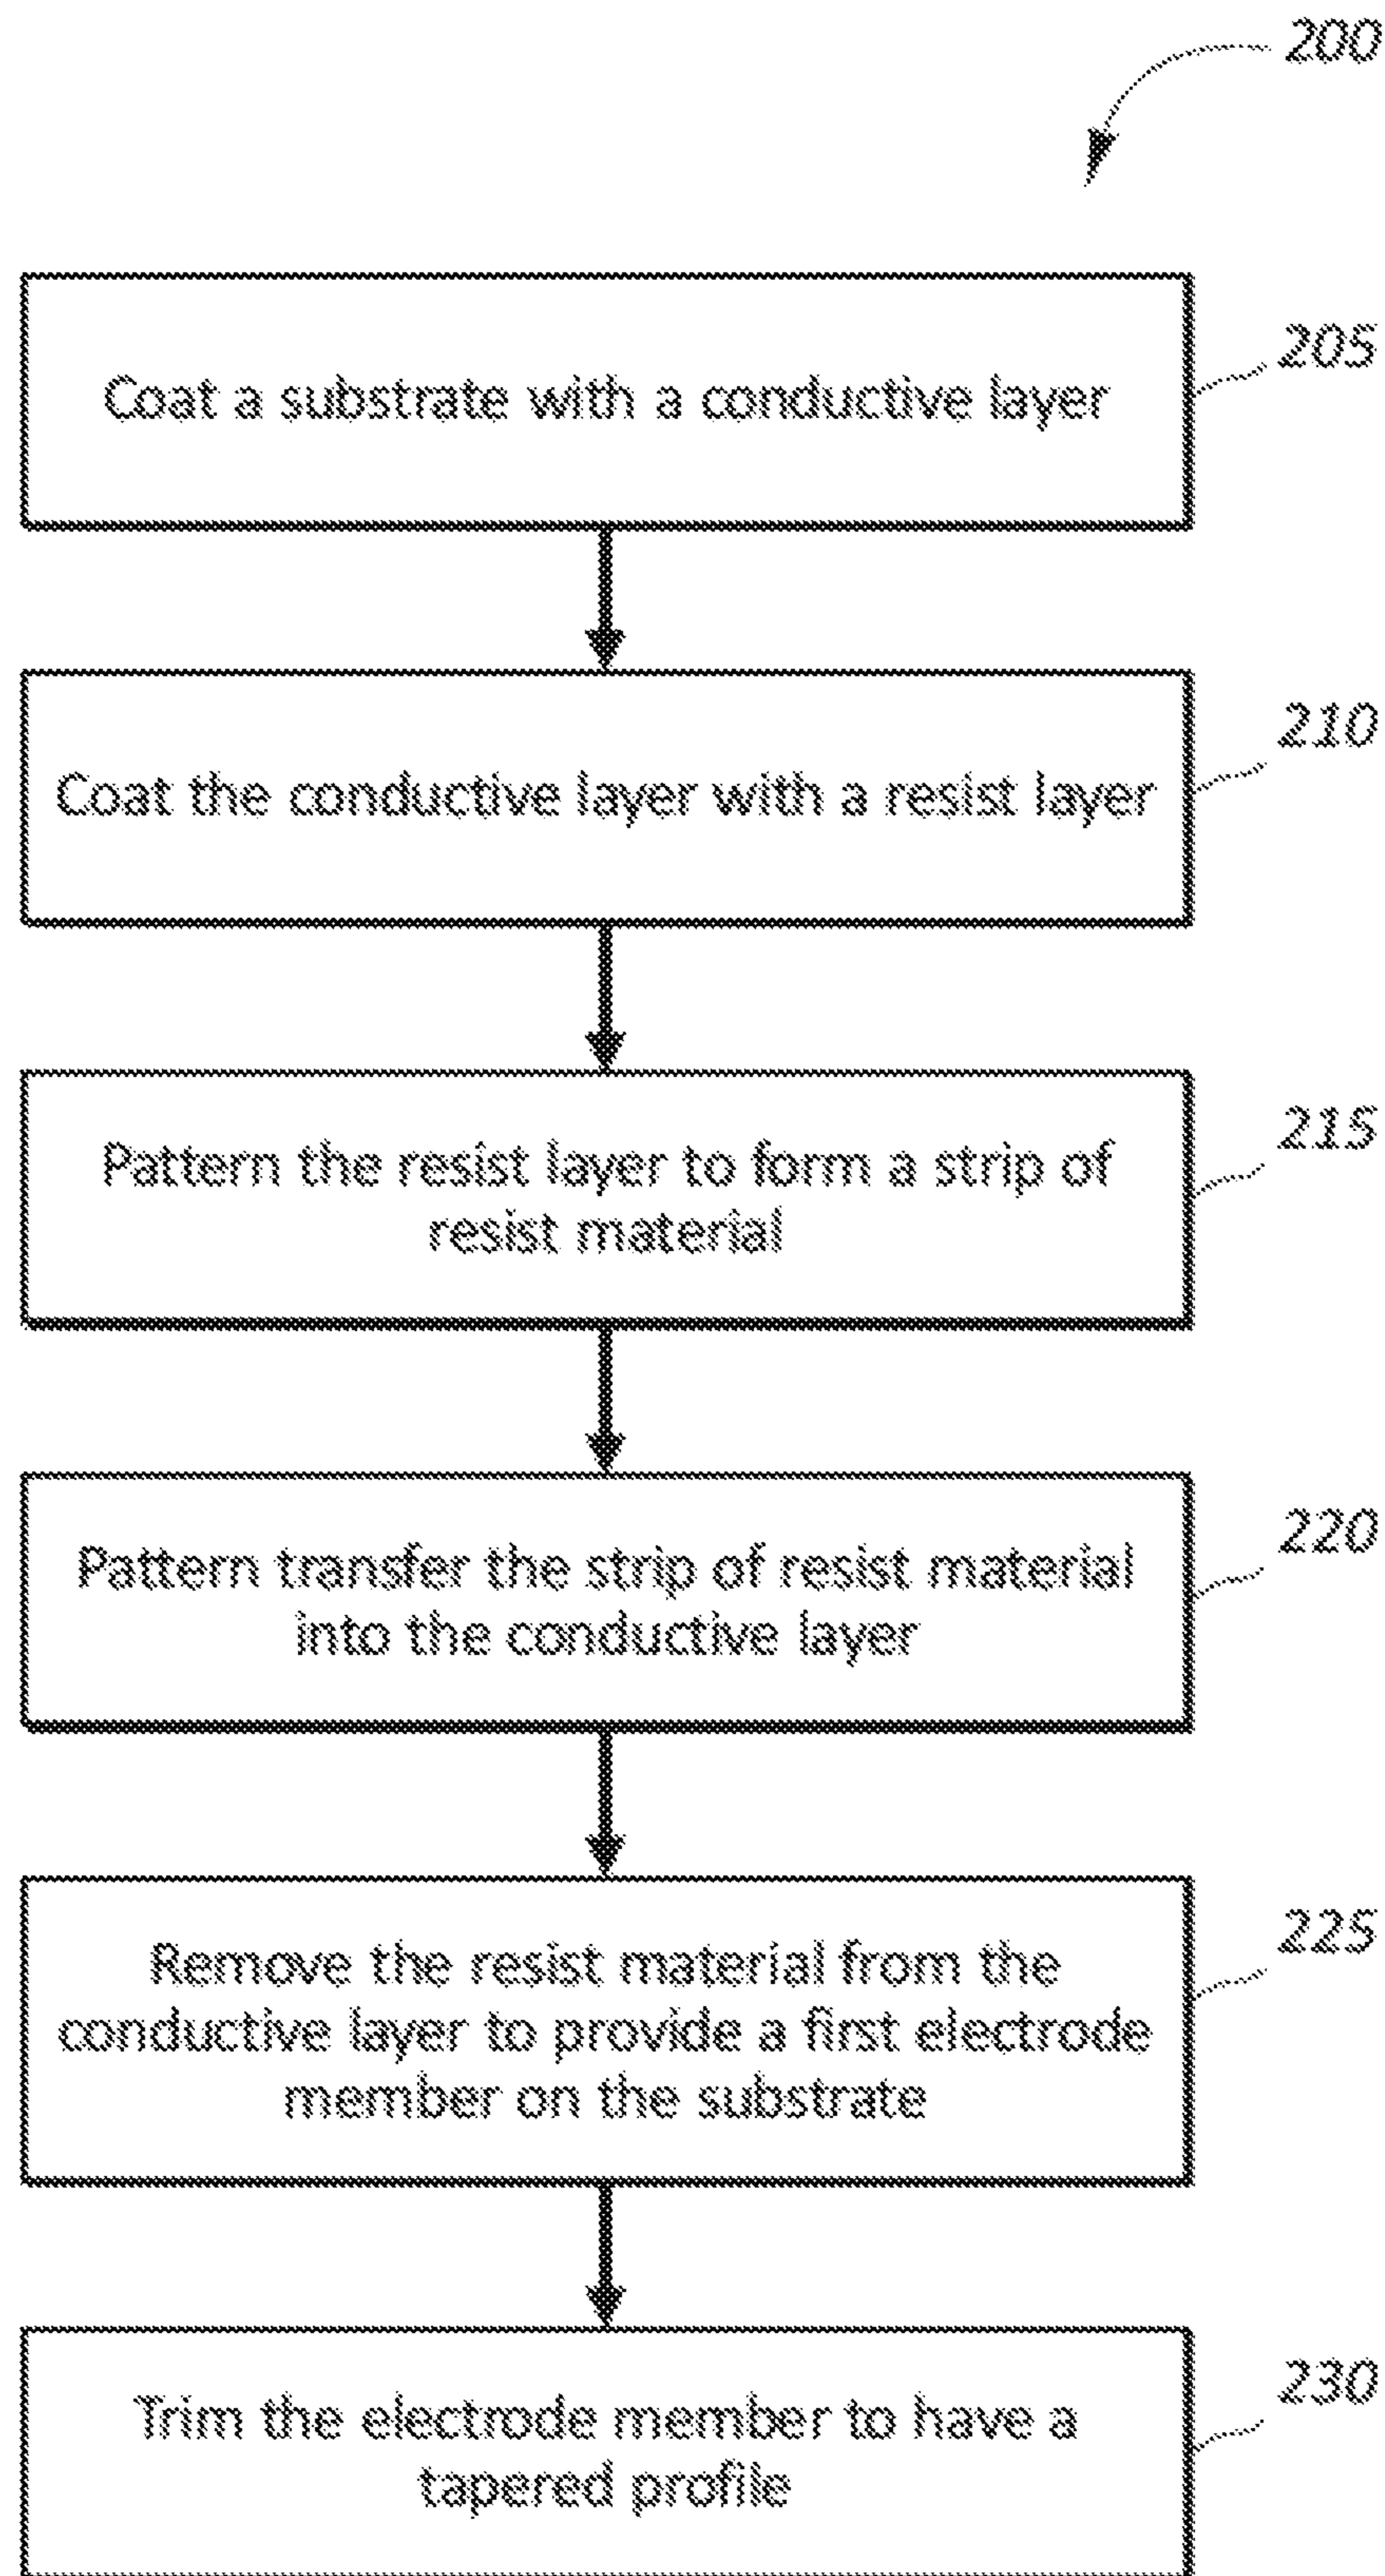 200
Coat a substrate with a conductive layer
205
Coat the conductive layer with a resist layer
210
Pattern the resist layer to form a strip of
resist material
215
Pattern transfer the strip of resist material
into the conductive layer
220
Remove the resist material from the
conductive layer to provide a first electrode
member on the substrate
225
Trim the electrode member to have a
tapered profile
230